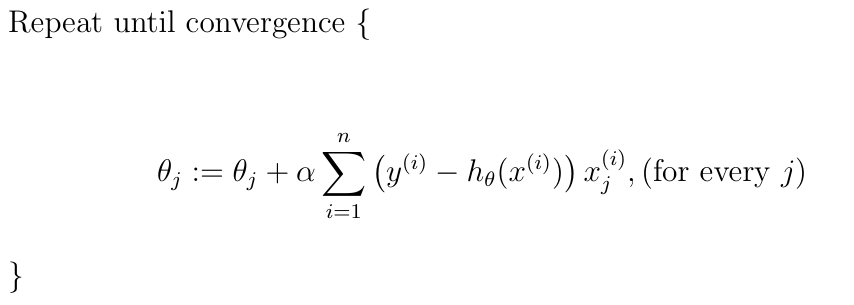 Repeat until convergence {
θ_j := θ_j + α ∑_{i=1}^{n} (y^{(i)} − h_θ(x^{(i)})) x_j^{(i)}, (for every j)
}